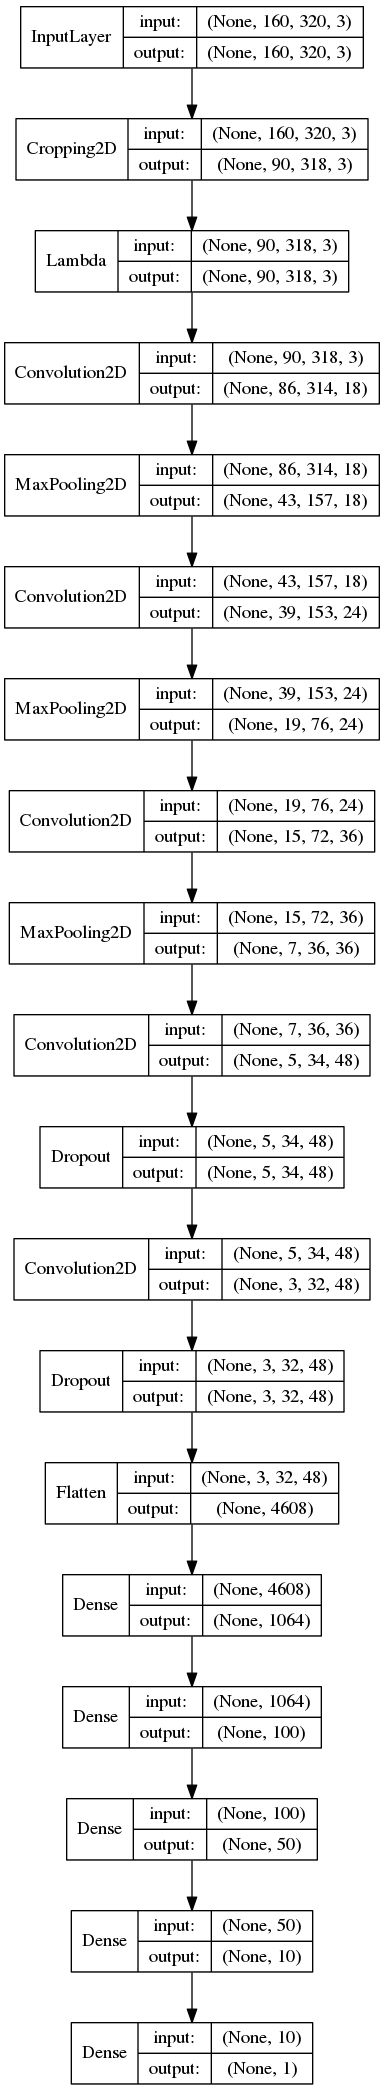 InputLayer
input: (None, 160, 320, 3)
output: (None, 160, 320, 3)
Cropping2D
input: (None, 160, 320, 3)
output: (None, 90, 318, 3)
Lambda
input: (None, 90, 318, 3)
output: (None, 90, 318, 3)
Convolution2D
input: (None, 90, 318, 3)
output: (None, 86, 314, 18)
MaxPooling2D
input: (None, 86, 314, 18)
output: (None, 43, 157, 18)
Convolution2D
input: (None, 43, 157, 18)
output: (None, 39, 153, 24)
MaxPooling2D
input: (None, 39, 153, 24)
output: (None, 19, 76, 24)
Convolution2D
input: (None, 19, 76, 24)
output: (None, 15, 72, 36)
MaxPooling2D
input: (None, 15, 72, 36)
output: (None, 7, 36, 36)
Convolution2D
input: (None, 7, 36, 36)
output: (None, 5, 34, 48)
Dropout
input: (None, 5, 34, 48)
output: (None, 5, 34, 48)
Convolution2D
input: (None, 5, 34, 48)
output: (None, 3, 32, 48)
Dropout
input: (None, 3, 32, 48)
output: (None, 3, 32, 48)
Flatten
input: (None, 3, 32, 48)
output: (None, 4608)
Dense
input: (None, 4608)
output: (None, 1064)
Dense
input: (None, 1064)
output: (None, 100)
Dense
input: (None, 100)
output: (None, 50)
Dense
input: (None, 50)
output: (None, 10)
Dense
input: (None, 10)
output: (None, 1)